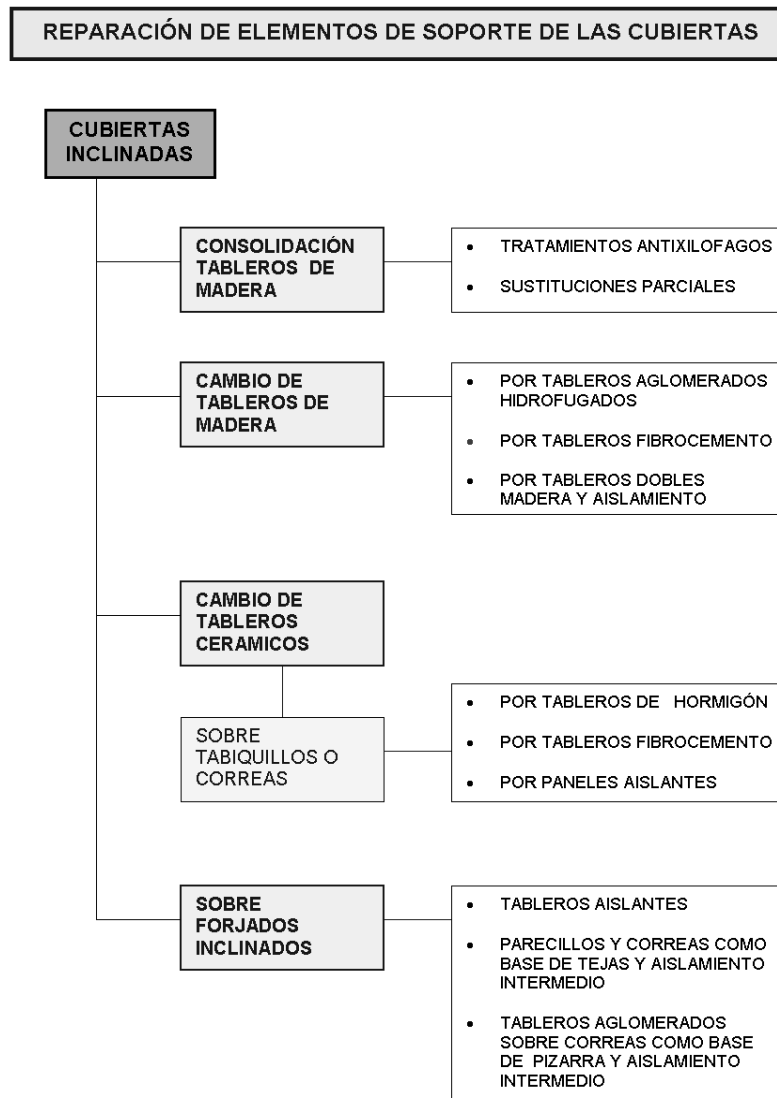 REPARACIÓN DE ELEMENTOS DE SOPORTE DE LAS CUBIERTAS
CUBIERTAS
INCLINADAS
CONSOLIDACIÓN
TABLEROS DE
MADERA
• TRATAMIENTOS ANTIXILOFAGOS
• SUSTITUCIONES PARCIALES
CAMBIO DE
TABLEROS DE
MADERA
• POR TABLEROS AGLOMERADOS
HIDROFUGADOS
• POR TABLEROS FIBROCEMENTO
• POR TABLEROS DOBLES
MADERA Y AISLAMIENTO
CAMBIO DE
TABLEROS
CERAMICOS
SOBRE
TABIQUILLOS O
CORREAS
• POR TABLEROS DE HORMIGÓN
• POR TABLEROS FIBROCEMENTO
• POR PANELES AISLANTES
SOBRE
FORJADOS
INCLINADOS
• TABLEROS AISLANTES
• PARECILLOS Y CORREAS COMO
BASE DE TEJAS Y AISLAMIENTO
INTERMEDIO
• TABLEROS AGLOMERADOS
SOBRE CORREAS COMO BASE
DE PIZARRA Y AISLAMIENTO
INTERMEDIO